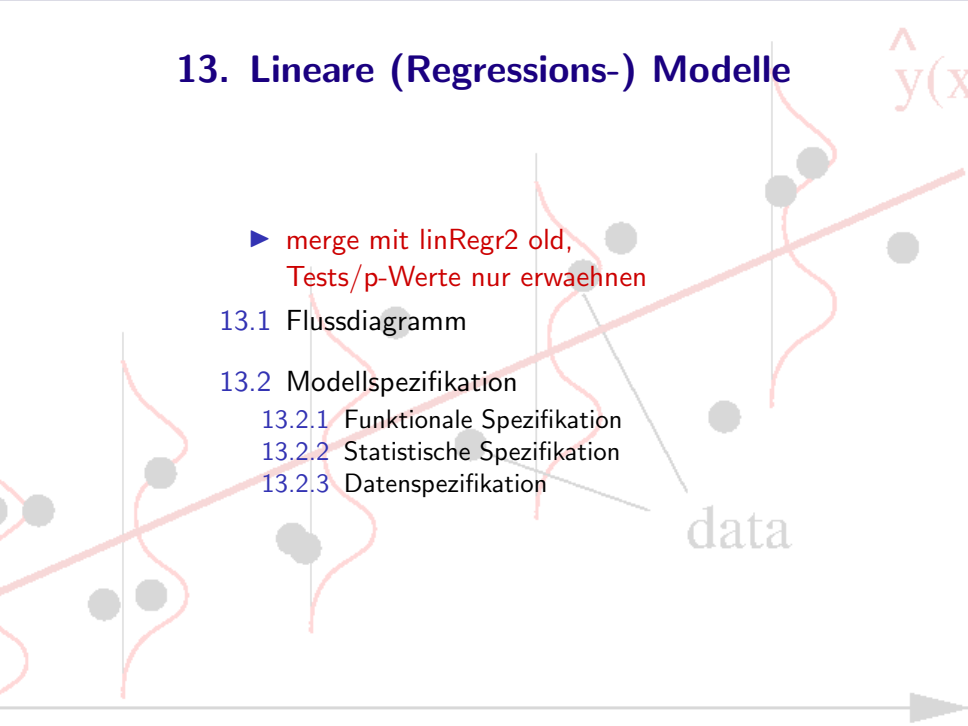 13. Lineare (Regressions-) Modelle
ŷ(x
▶ merge mit linRegr2 old,
Tests/p-Werte nur erwaehnen
13.1 Flussdiagramm
13.2 Modellspezifikation
13.2.1 Funktionale Spezifikation
13.2.2 Statistische Spezifikation
13.2.3 Datenspezifikation
data